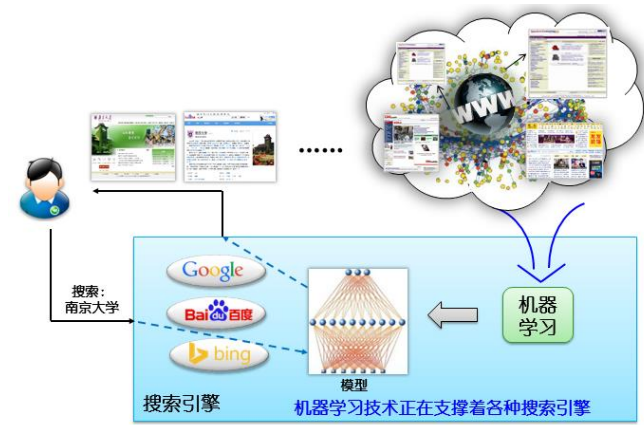 WWW
......
搜索：
南京大学
Google
Bai du 百度
bing
模型
机器
学习
搜索引擎
机器学习技术正在支撑着各种搜索引擎